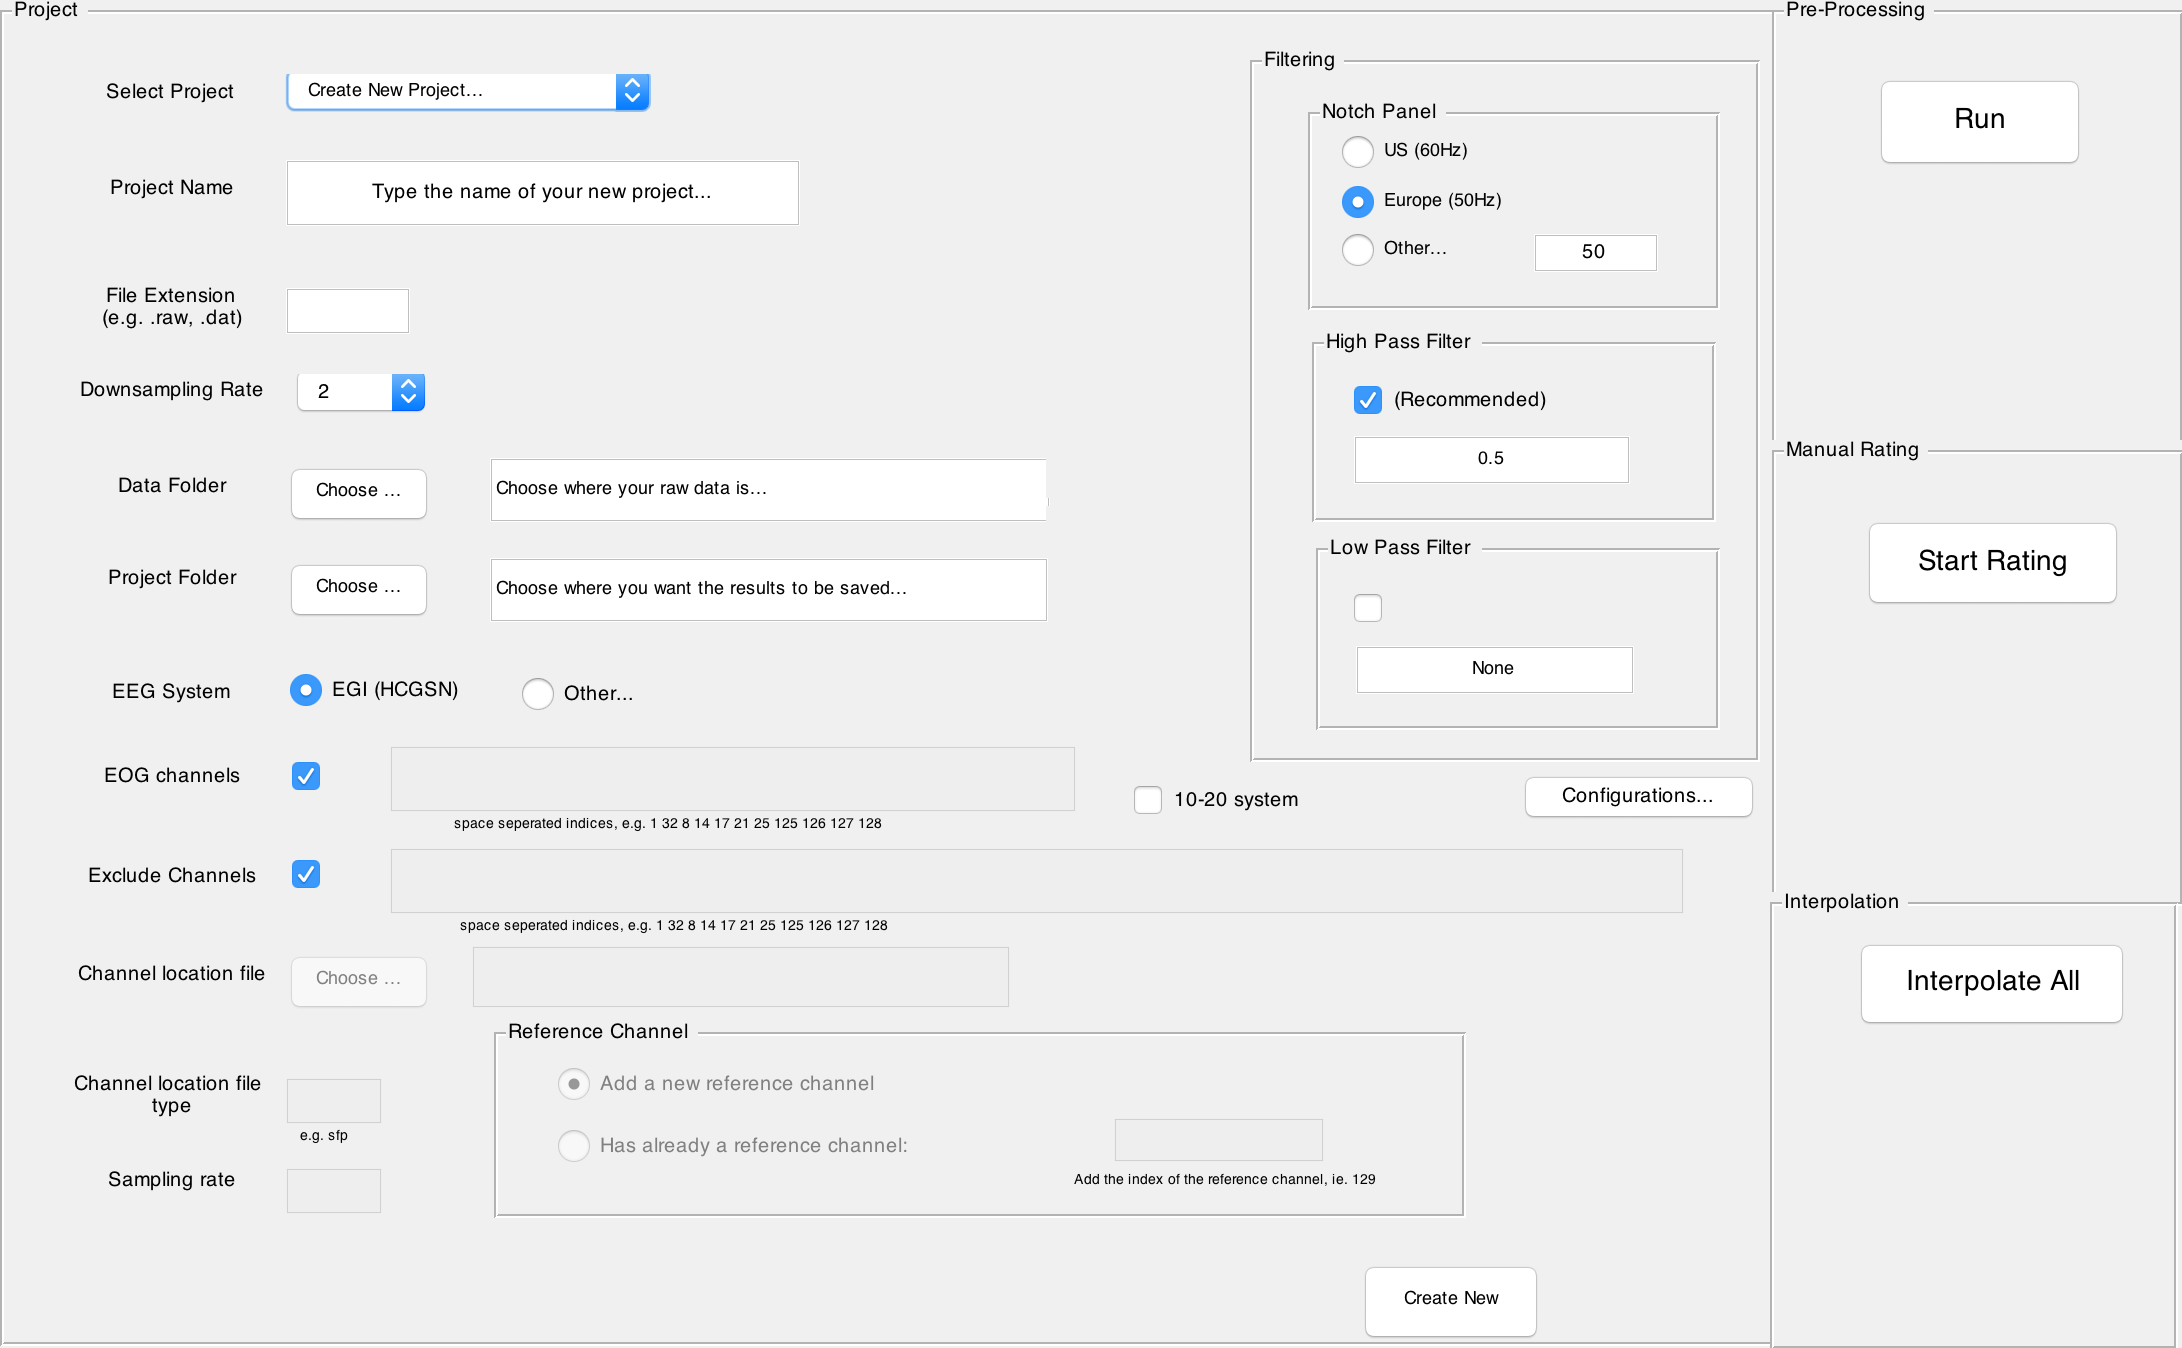 Project
Select Project
Create New Project...
Project Name
Type the name of your new project...
File Extension
(e.g. .raw, .dat)
Downsampling Rate
2
Data Folder
Choose ...
Choose where your raw data is...
Project Folder
Choose ...
Choose where you want the results to be saved...
EEG System
EGI (HCGSN)
Other...
EOG channels
space seperated indices, e.g. 1 32 8 14 17 21 25 125 126 127 128
10-20 system
Exclude Channels
space seperated indices, e.g. 1 32 8 14 17 21 25 125 126 127 128
Channel location file
Choose ...
Channel location file
type
e.g. sfp
Sampling rate
Reference Channel
Add a new reference channel
Has already a reference channel:
Add the index of the reference channel, ie. 129
Create New
Filtering
Notch Panel
US (60Hz)
Europe (50Hz)
Other...
50
High Pass Filter
(Recommended)
0.5
Low Pass Filter
None
Configurations...
Pre-Processing
Run
Manual Rating
Start Rating
Interpolation
Interpolate All